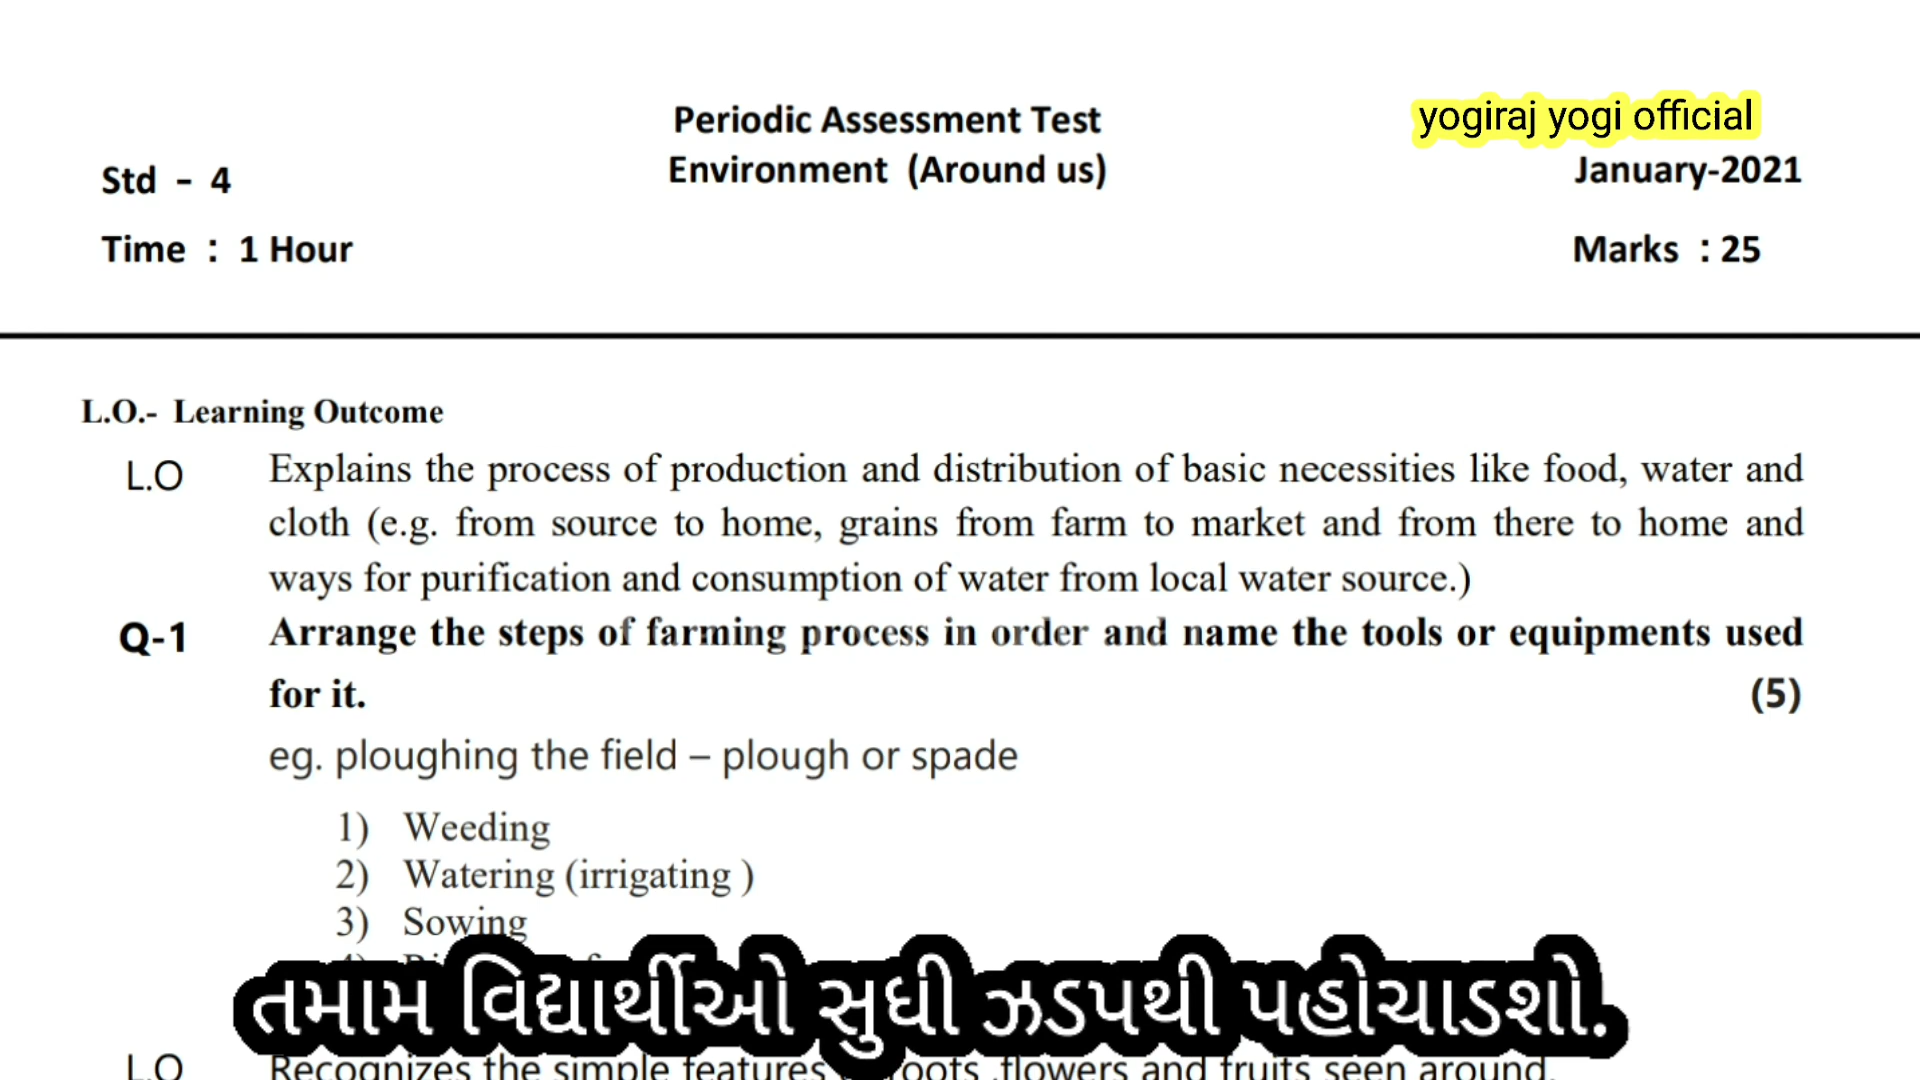 Periodic Assessment Test
yogiraj yogi official
Std - 4
Environment (Around us)
January-2021
Time : 1 Hour
Marks : 25
L.O.- Learning Outcome
L.O Explains the process of production and distribution of basic necessities like food, water and
cloth (e.g. from source to home, grains from farm to market and from there to home and
ways for purification and consumption of water from local water source.)
Q-1 Arrange the steps of farming process in order and name the tools or equipments used
for it. (5)
eg. ploughing the field – plough or spade
1) Weeding
2) Watering (irrigating )
3) Sowing
4)
તમામ વિદ્યાર્થીઓ સુધી ઝડપથી પહોચાડશો.
L.O Recognizes the simple features roots ,flowers and fruits seen around.